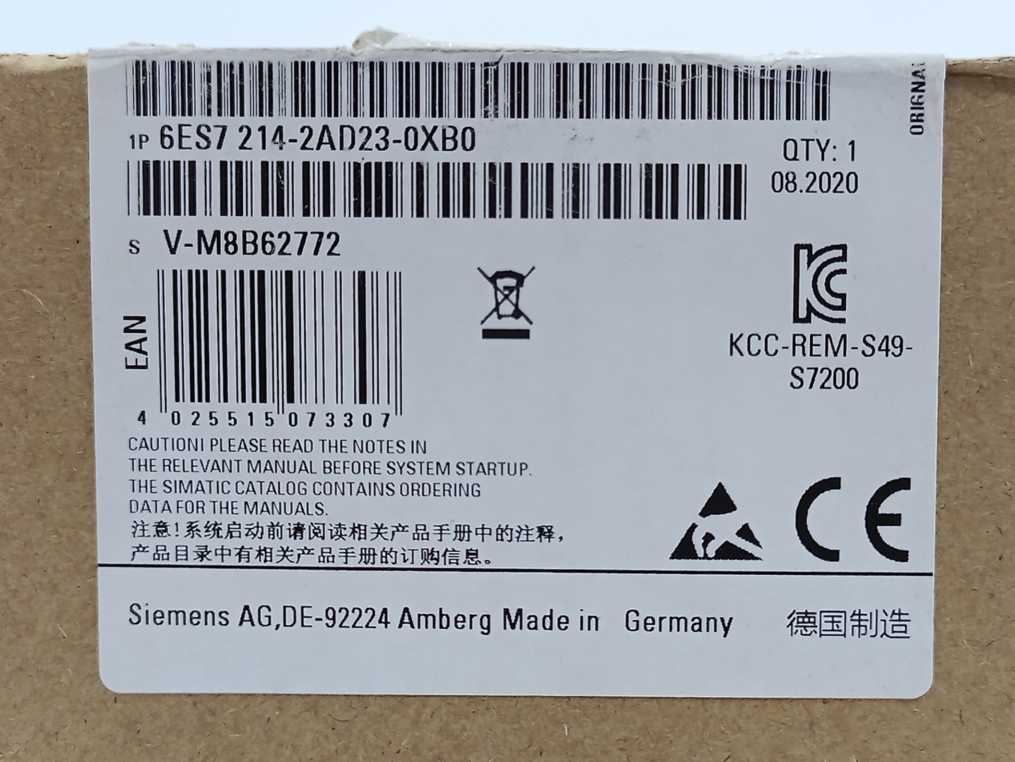 1P 6ES7 214-2AD23-0XB0
QTY: 1
08.2020
ORIGNAL
S V-M8B62772
EAN
4 025515 073307
KCC-REM-S49-
S7200
CAUTION! PLEASE READ THE NOTES IN
THE RELEVANT MANUAL BEFORE SYSTEM STARTUP.
THE SIMATIC CATALOG CONTAINS ORDERING
DATA FOR THE MANUALS.
注意!系统启动前请阅读相关产品手册中的注释，
产品目录中有相关产品手册的订购信息。
CE
Siemens AG,DE-92224 Amberg Made in Germany 德国制造